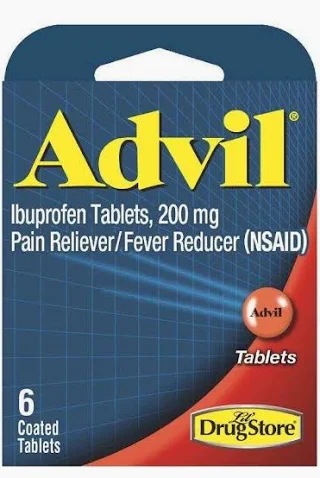 Advil®
Ibuprofen Tablets, 200 mg
Pain Reliever/Fever Reducer (NSAID)
Advil
Tablets
6
Coated
Tablets
Lil'
DrugStore®